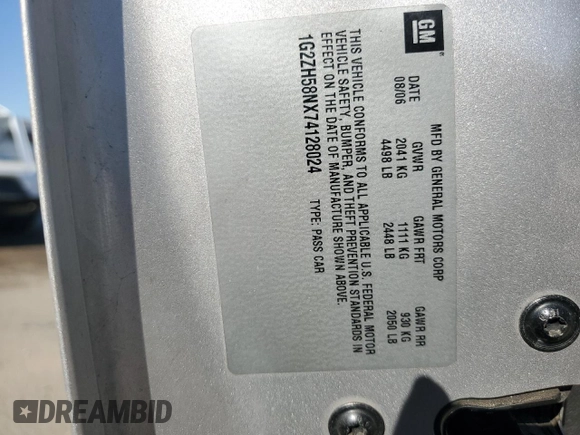 GM
MFD BY GENERAL MOTORS CORP
DATE GVWR GAWR FRT GAWR RR
08/06 2041 KG 1111 KG 930 KG
4498 LB 2448 LB 2050 LB
THIS VEHICLE CONFORMS TO ALL APPLICABLE U.S. FEDERAL MOTOR
VEHICLE SAFETY, BUMPER, AND THEFT PREVENTION STANDARDS IN
EFFECT ON THE DATE OF MANUFACTURE SHOWN ABOVE.
1G2ZH58NX74128024 TYPE: PASS CAR
DREAMBID